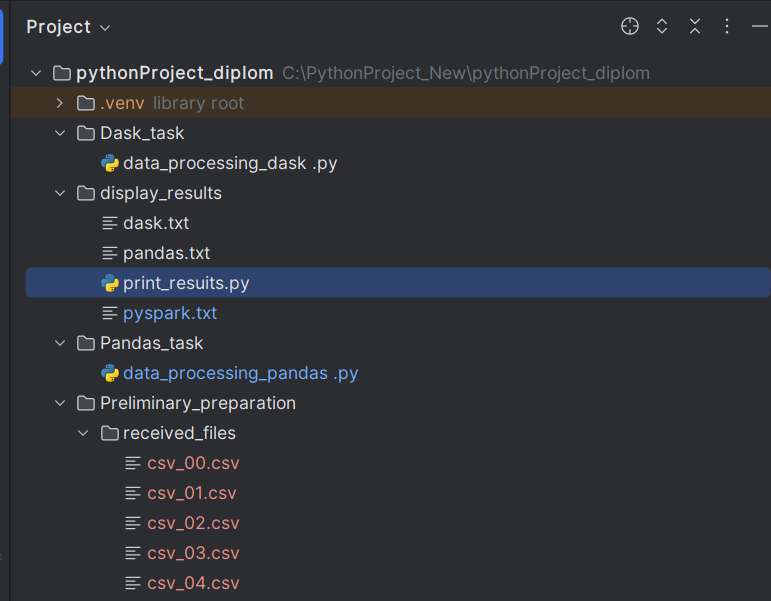 Project
pythonProject_diplom C:\PythonProject_New\pythonProject_diplom
.venv library root
Dask_task
data_processing_dask .py
display_results
dask.txt
pandas.txt
print_resuits.py
pyspark.txt
Pandas_task
data_processing_pandas .py
Preliminary_preparation
received_files
csv_00.csv
csv_01.csv
csv_02.csv
csv_03.csv
csv_04.csv